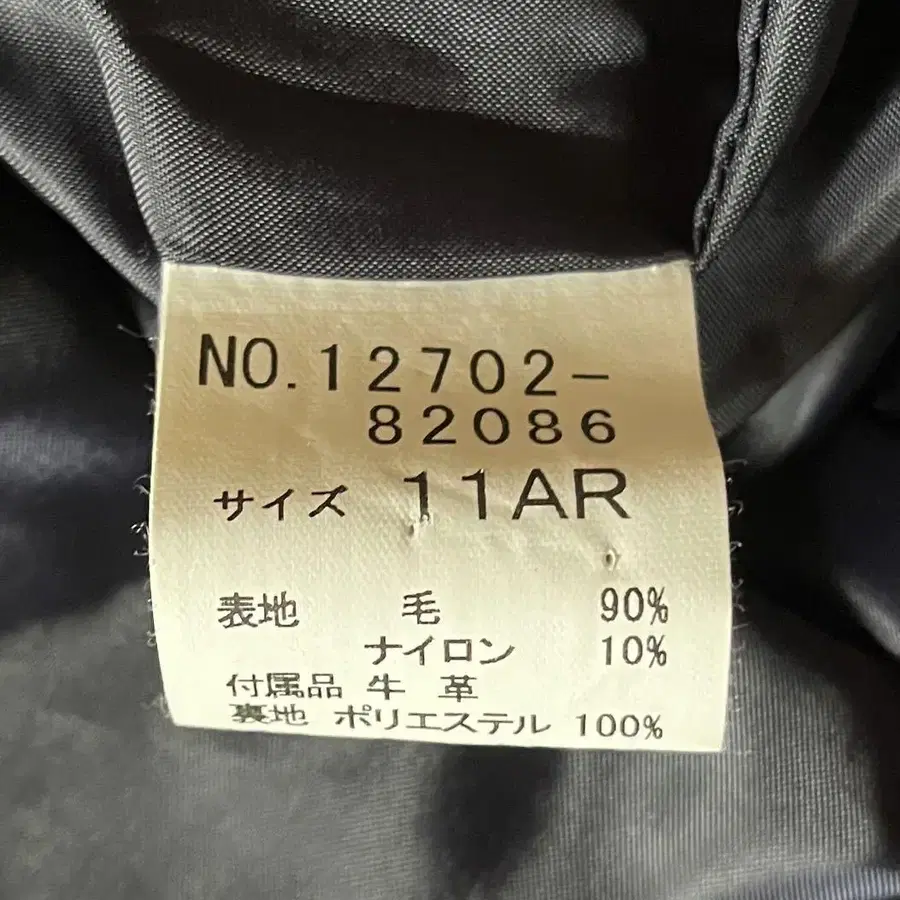 NO.12702-
82086
サイズ 11AR
表地 毛 90%
ナイロン 10%
付属品 牛革
裏地 ポリエステル 100%